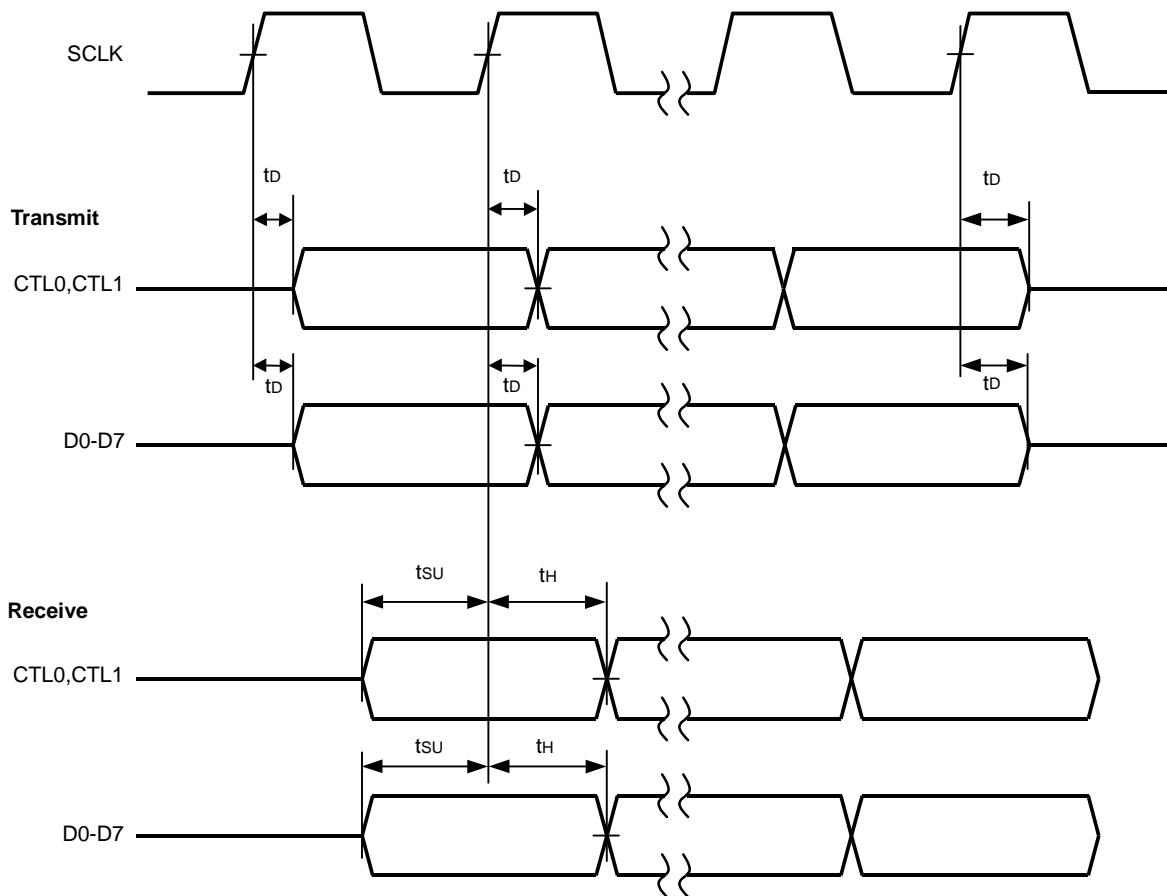 SCLK
tD tD tD
Transmit
CTL0,CTL1
tD tD tD
D0-D7
tSU tH
Receive
CTL0,CTL1
tSU tH
D0-D7